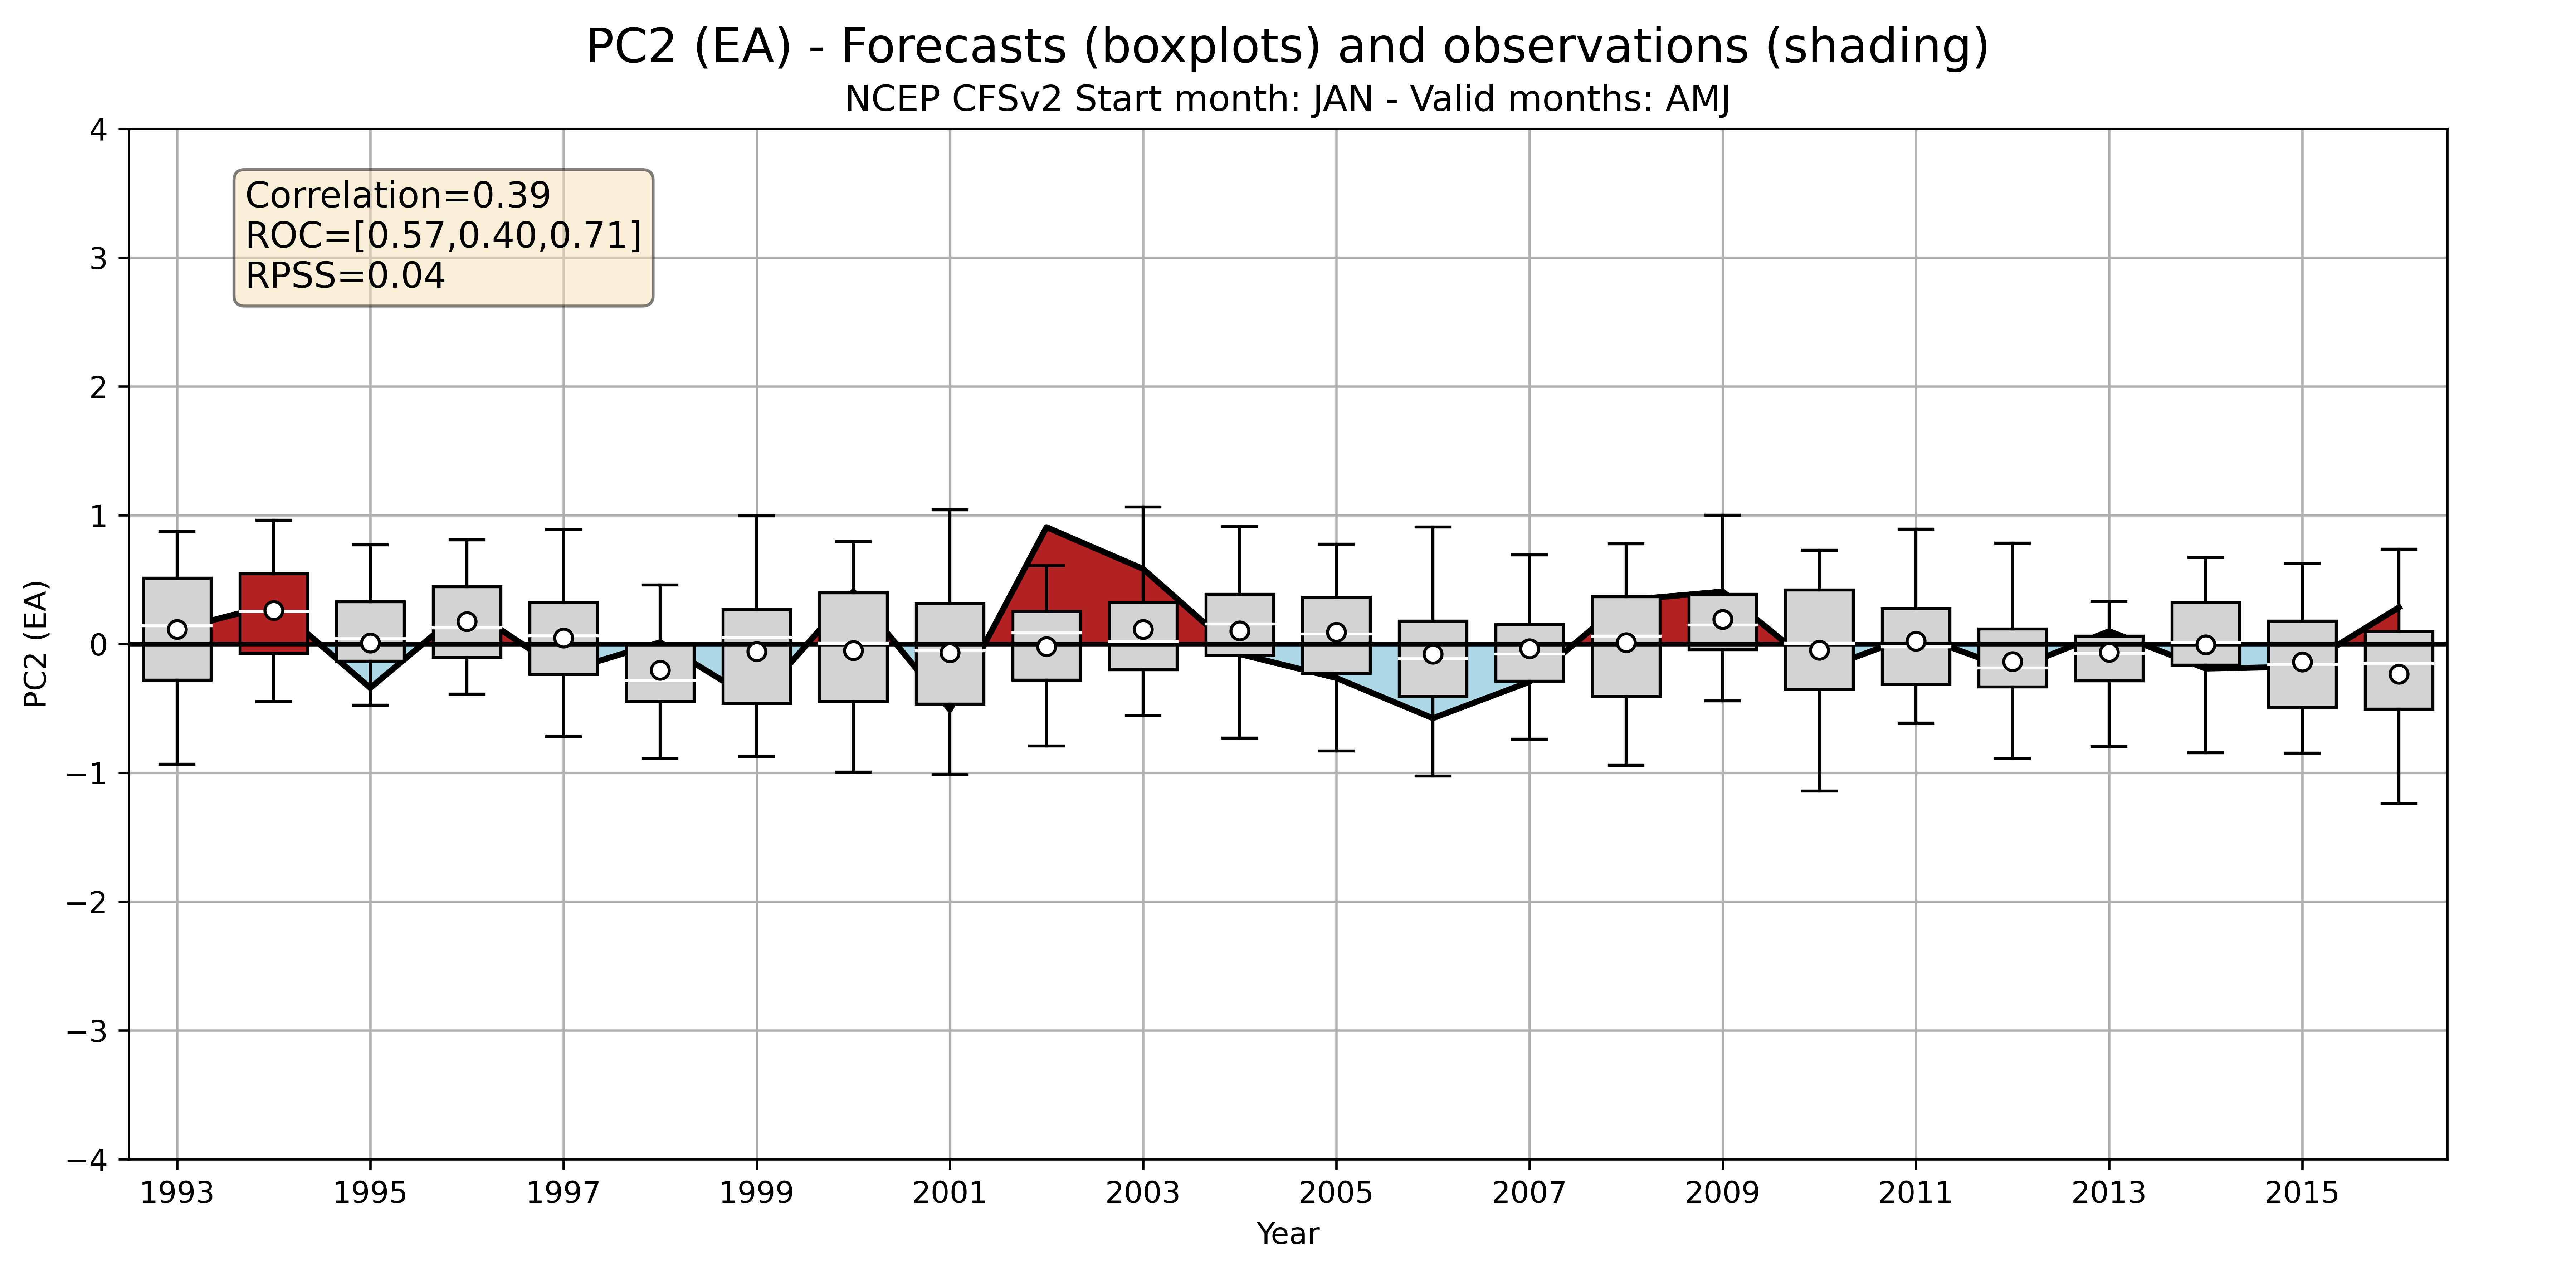 PC2 (EA) - Forecasts (boxplots) and observations (shading)
NCEP CFSv2 Start month: JAN - Valid months: AMJ
Correlation=0.39
ROC=[0.57,0.40,0.71]
RPSS=0.04
PC2 (EA)
4
3
2
1
0
−1
−2
−3
−4
1993 1995 1997 1999 2001 2003 2005 2007 2009 2011 2013 2015
Year